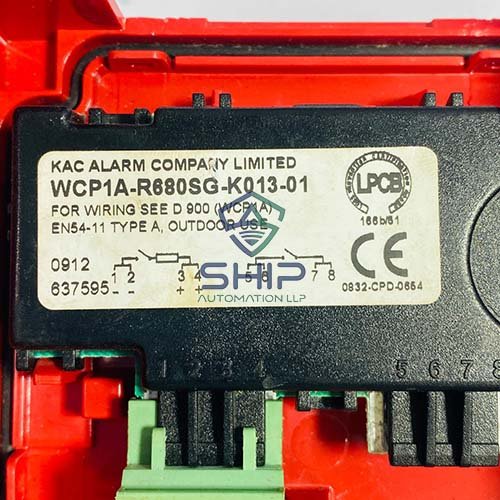 KAC ALARM COMPANY LIMITED
WCP1A-R680SG-K013-01
FOR WIRING SEE D 900 (WCP1A)
EN54-11 TYPE A, OUTDOOR USE
LPCB
166b/61
0912
637595
1 2 3 4 5 6 7 8
- - + +
CE
0832-CPD-0654
SHIP
AUTOMATION LLP
1 2 3 4 5 6 7 8